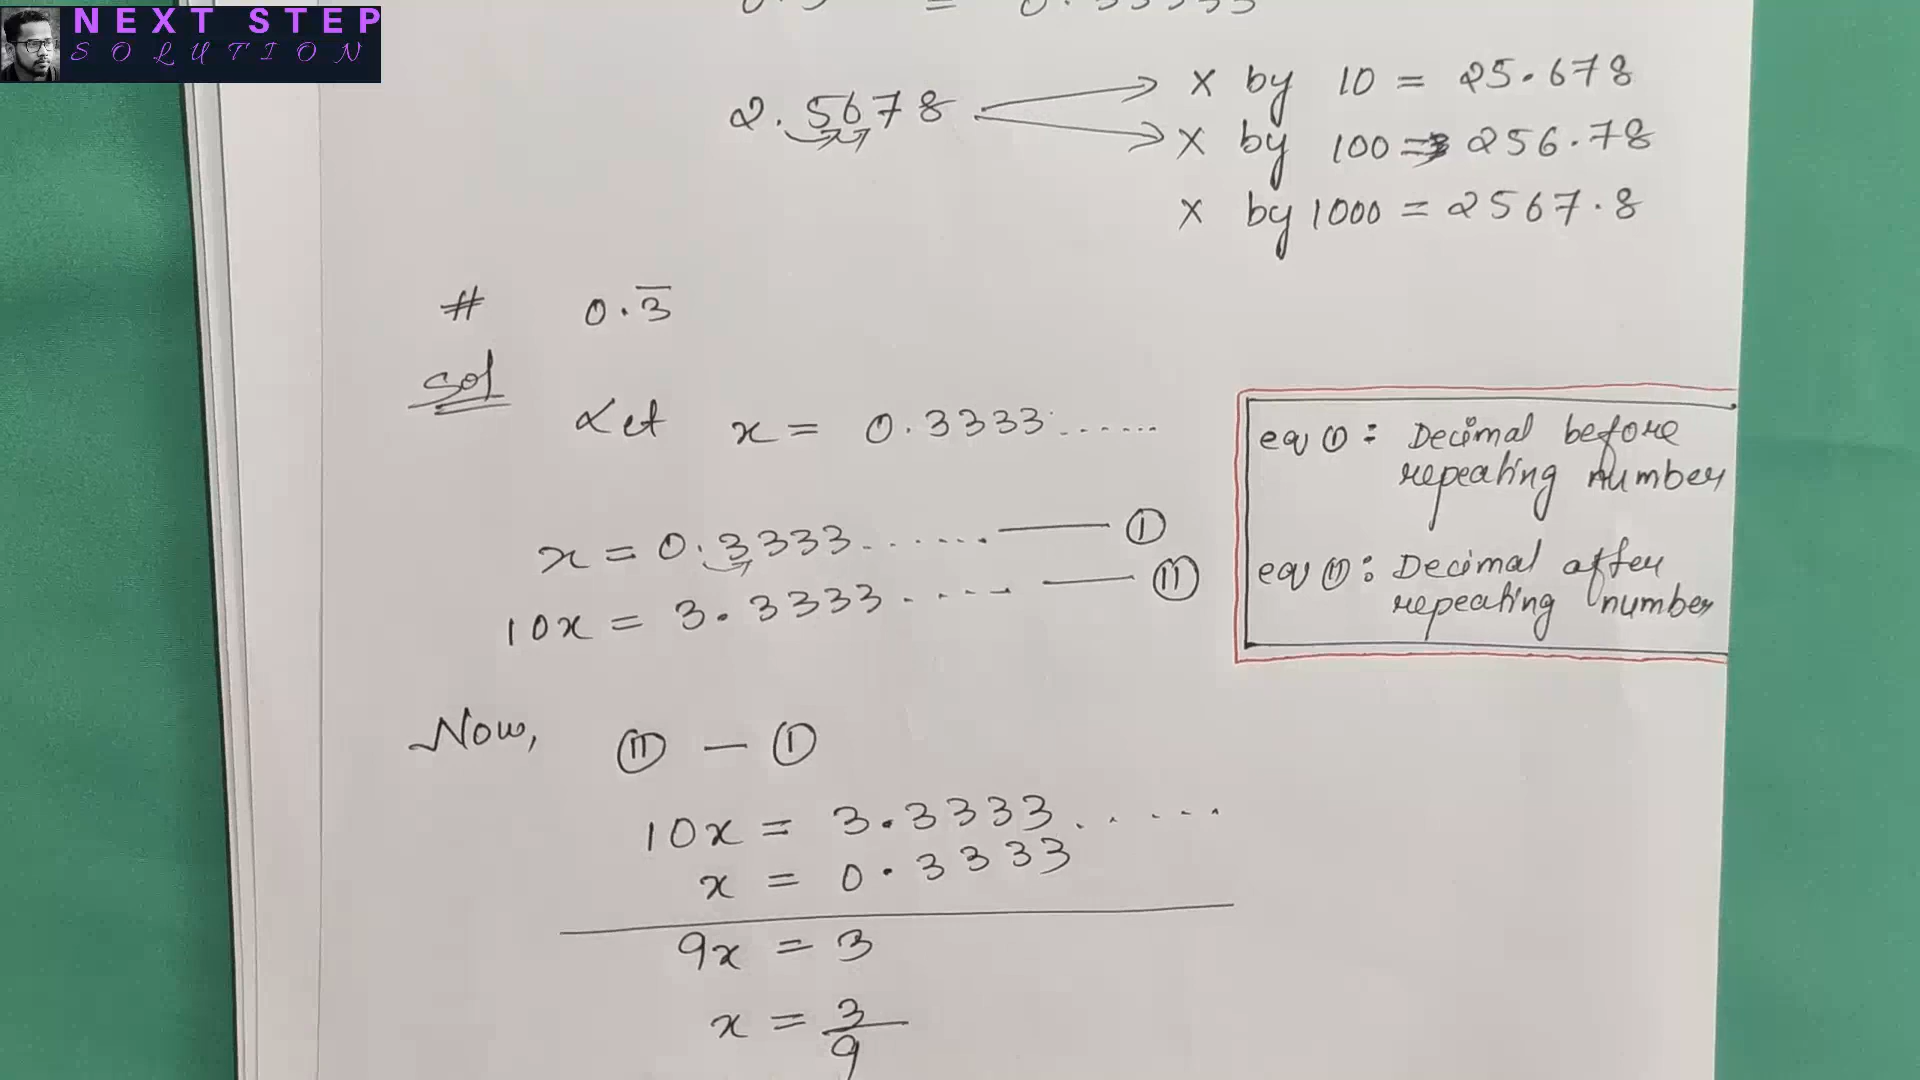 NEXT STEP
SOLUTION
2.5678
x by 10 = 25.678
x by 100 = 256.78
x by 1000 = 2567.8
# 0.3̅
Sol
Let x = 0.3333......
x = 0.3333...... —— (I)
10x = 3.3333..... —— (II)
eq (I): Decimal before
repeating number
eq (II): Decimal after
repeating number
Now, (II) — (I)
10x = 3.3333.....
x = 0.3333
9x = 3
x = 3/9